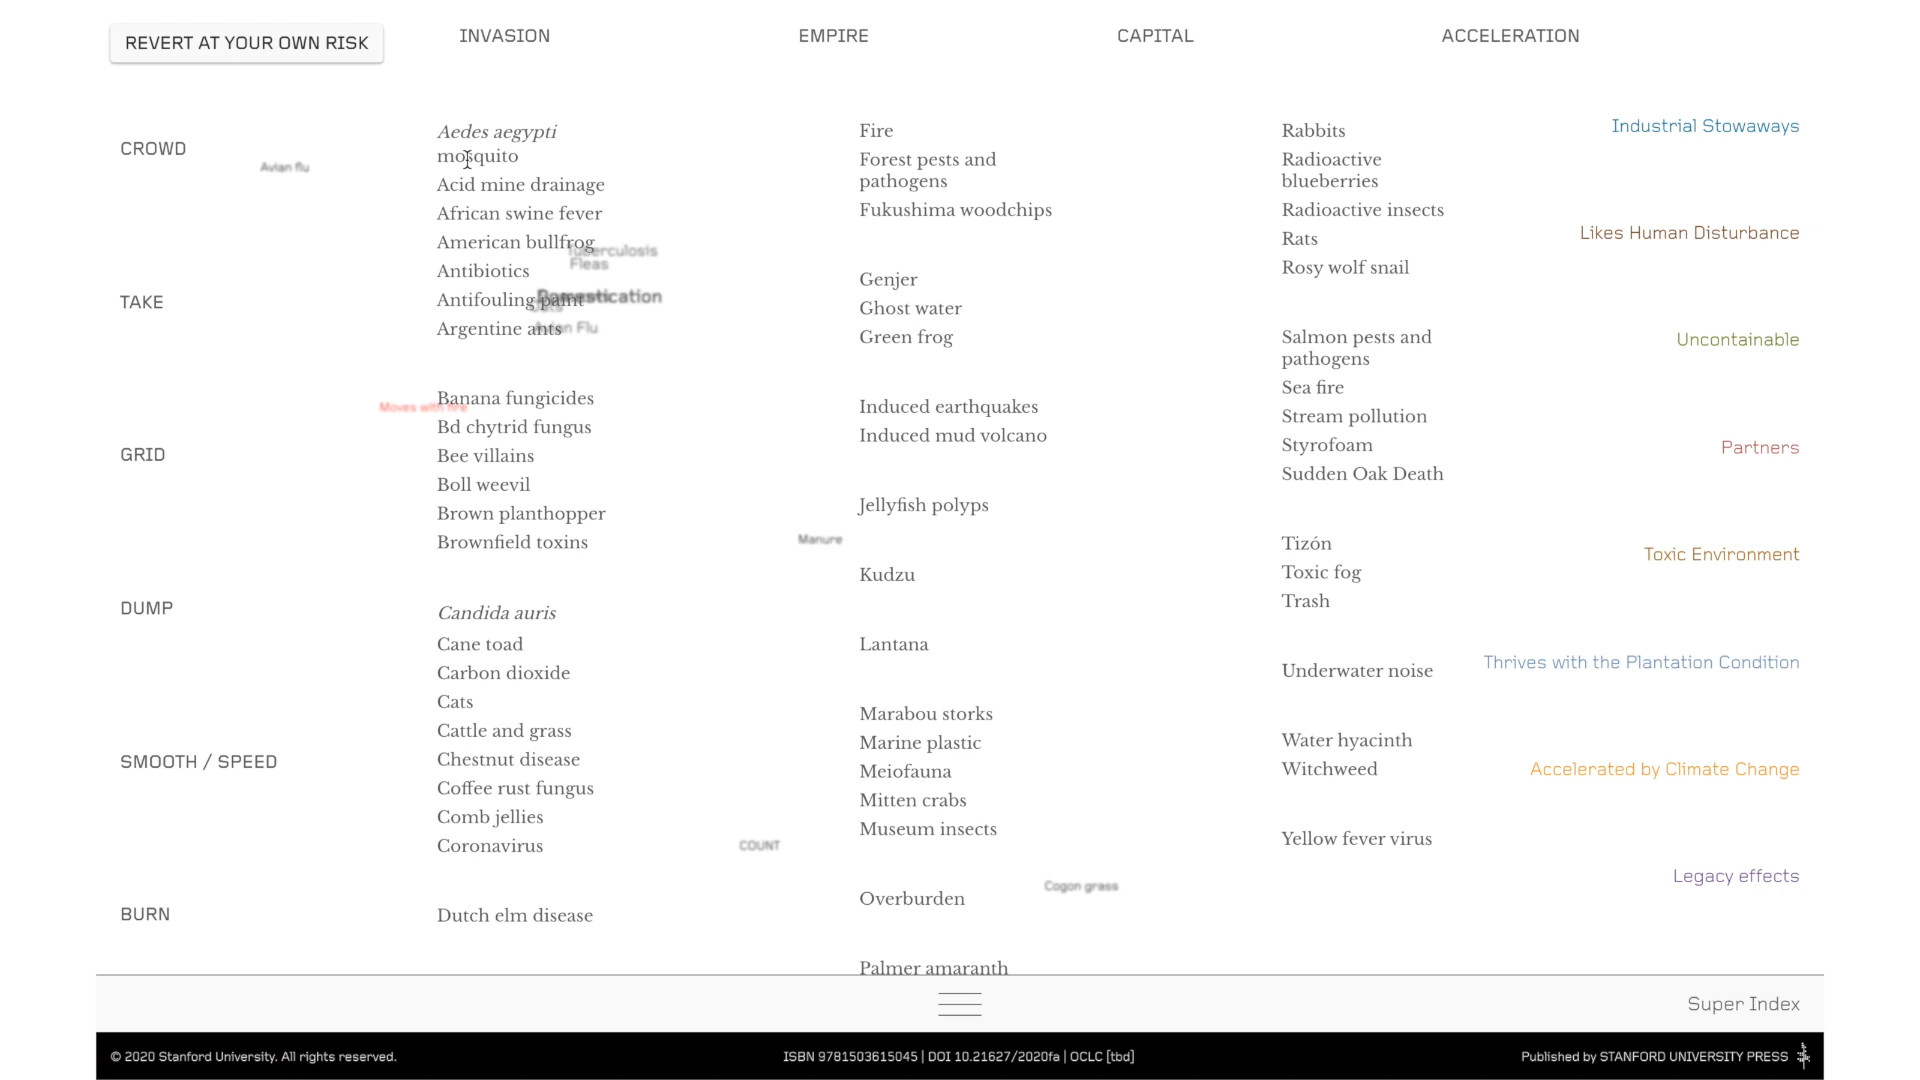 REVERT AT YOUR OWN RISK
INVASION
EMPIRE
CAPITAL
ACCELERATION
CROWD
TAKE
GRID
DUMP
SMOOTH / SPEED
BURN
Avian flu
Moves with fire
Aedes aegypti
mosquito
Acid mine drainage
African swine fever
American bullfrog
Antibiotics
Antifouling paint
Argentine ants
Tuberculosis
Fleas
Domestication
Avian Flu
Banana fungicides
Bd chytrid fungus
Bee villains
Boll weevil
Brown planthopper
Brownfield toxins
Candida auris
Cane toad
Carbon dioxide
Cats
Cattle and grass
Chestnut disease
Coffee rust fungus
Comb jellies
Coronavirus
Dutch elm disease
Manure
COUNT
Fire
Forest pests and
pathogens
Fukushima woodchips
Genjer
Ghost water
Green frog
Induced earthquakes
Induced mud volcano
Jellyfish polyps
Kudzu
Lantana
Marabou storks
Marine plastic
Meiofauna
Mitten crabs
Museum insects
Overburden
Palmer amaranth
Cogon grass
Rabbits
Radioactive
blueberries
Radioactive insects
Rats
Rosy wolf snail
Salmon pests and
pathogens
Sea fire
Stream pollution
Styrofoam
Sudden Oak Death
Tizón
Toxic fog
Trash
Underwater noise
Water hyacinth
Witchweed
Yellow fever virus
Industrial Stowaways
Likes Human Disturbance
Uncontainable
Partners
Toxic Environment
Thrives with the Plantation Condition
Accelerated by Climate Change
Legacy effects
Super Index
© 2020 Stanford University. All rights reserved.
ISBN 9781503615045 | DOI 10.21627/2020fa | OCLC [tbd]
Published by STANFORD UNIVERSITY PRESS